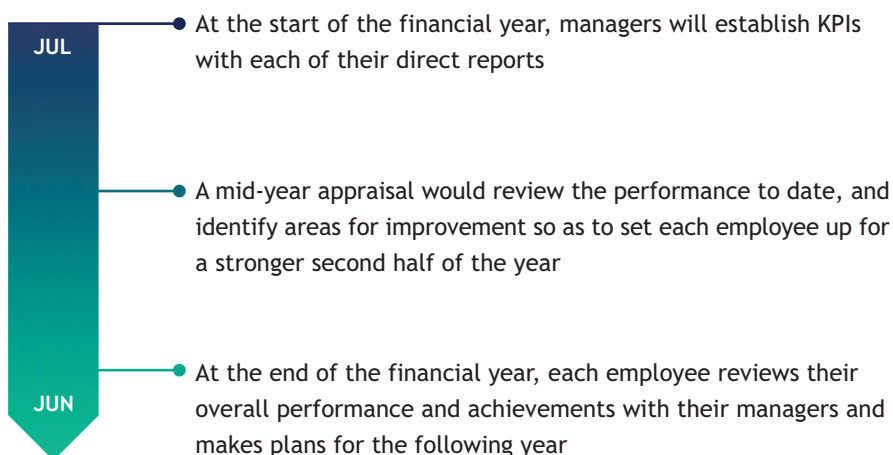 JUL
At the start of the financial year, managers will establish KPIs
with each of their direct reports
A mid-year appraisal would review the performance to date, and
identify areas for improvement so as to set each employee up for
a stronger second half of the year
At the end of the financial year, each employee reviews their
JUN
overall performance and achievements with their managers and
makes plans for the following year